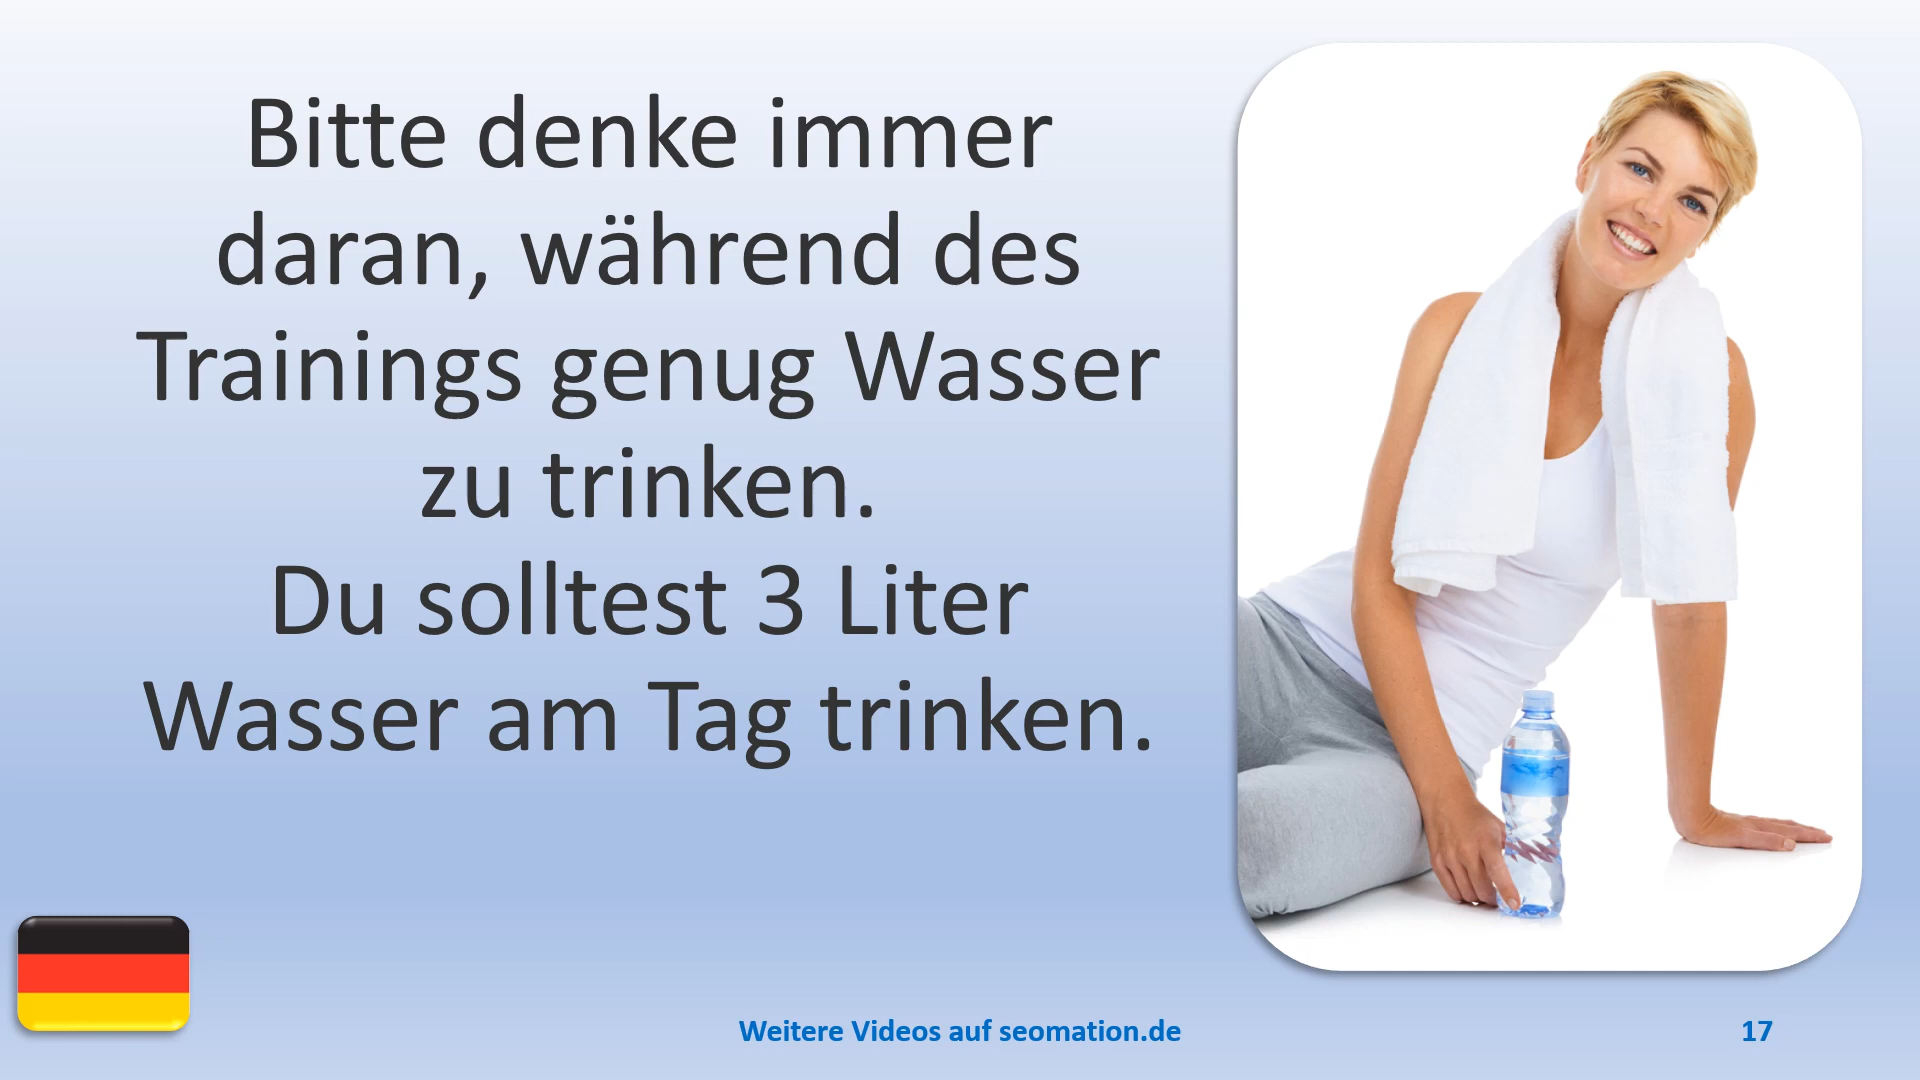 Bitte denke immer
daran, während des
Trainings genug Wasser
zu trinken.
Du solltest 3 Liter
Wasser am Tag trinken.
Weitere Videos auf seomation.de
17